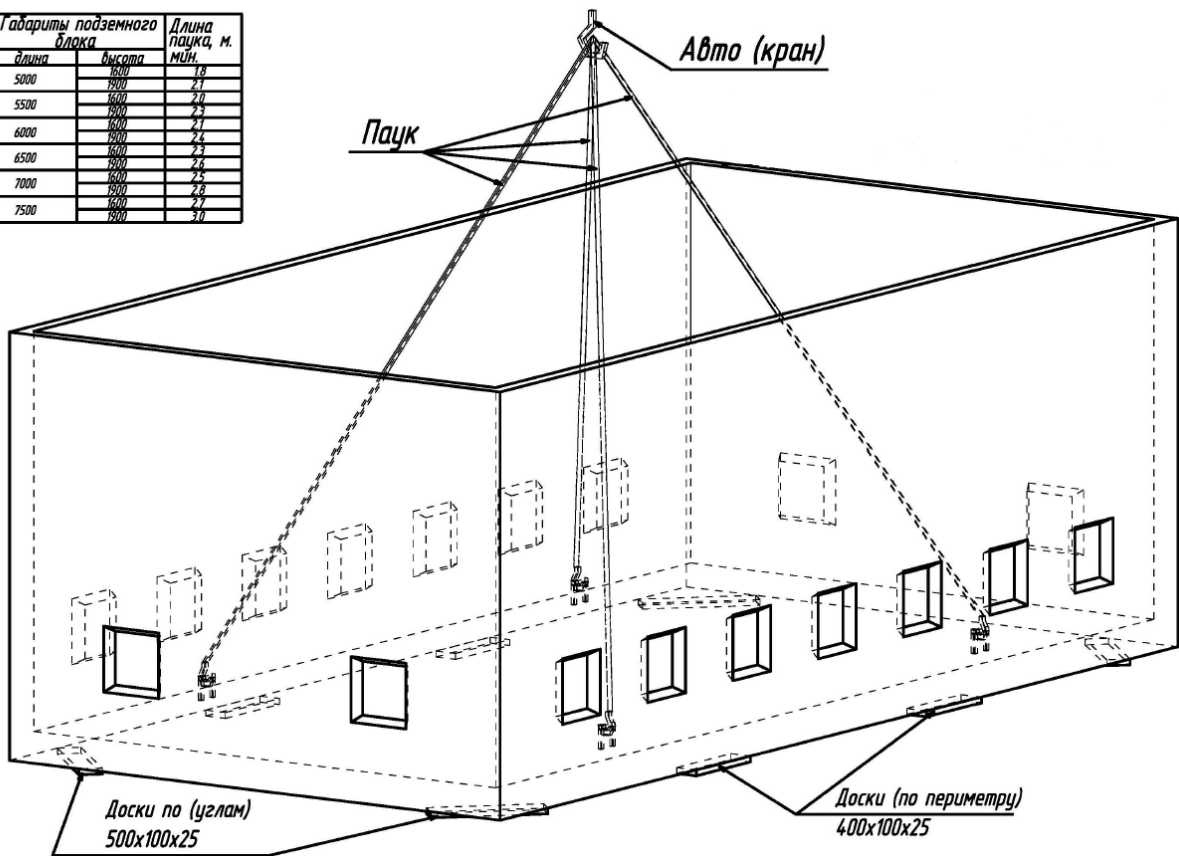 Габариты подземного блока
Длина паука, м. мин.
длина высота
5000 1600 1.8
1900 2.1
5500 1600 2.0
1900 2.3
6000 1600 2.1
1900 2.4
6500 1600 2.3
1900 2.6
7000 1600 2.5
1900 2.8
7500 1600 2.7
1900 3.0
Авто (кран)
Паук
Доски по (углам)
500х100х25
Доски (по периметру)
400х100х25